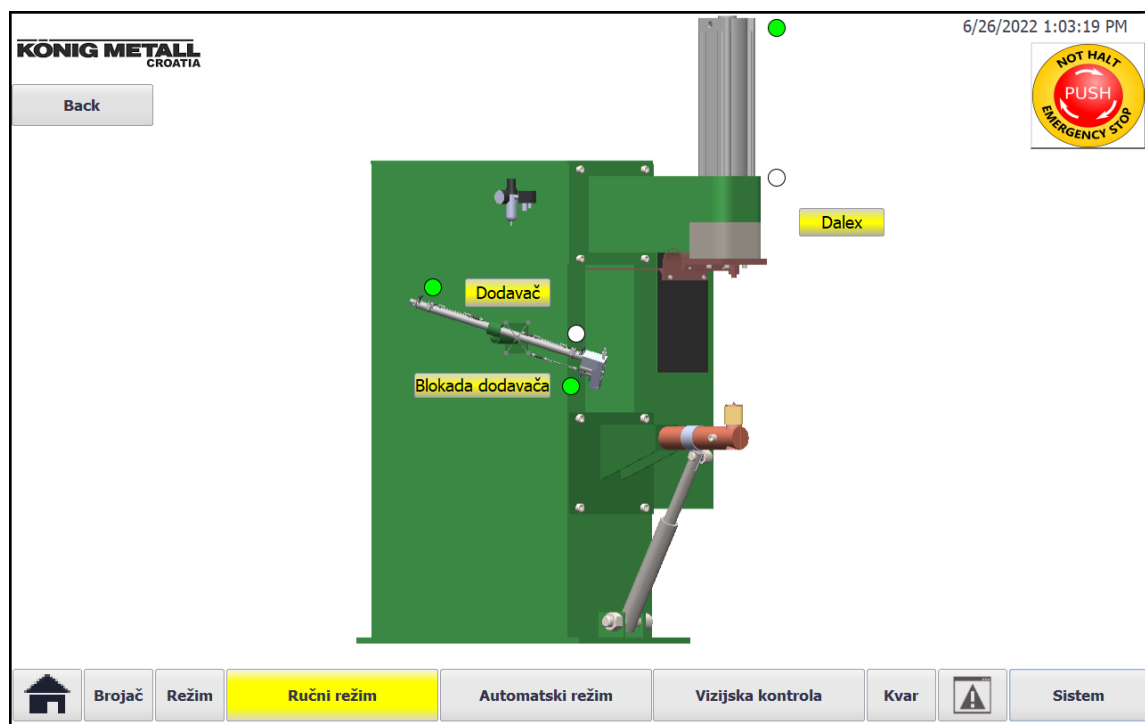 KÖNIG METALL
CROATIA
6/26/2022 1:03:19 PM
NOT HALT
PUSH
EMERGENCY STOP
Back
Dalex
Dodavač
Blokada dodavača
Brojač
Režim
Ručni režim
Automatski režim
Vizijska kontrola
Kvar
Sistem